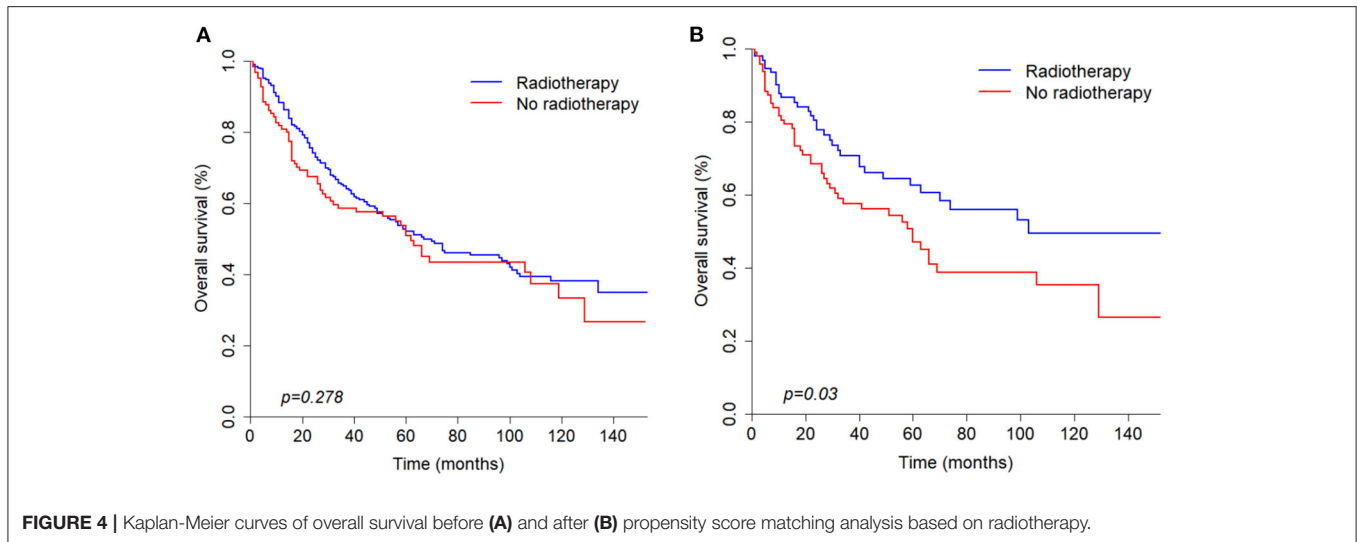 A
Overall survival (%)
1.0
0.8
0.6
0.4
0.2
0.0
Radiotherapy
No radiotherapy
p=0.278
0 20 40 60 80 100 120 140
Time (months)
B
Overall survival (%)
1.0
0.8
0.6
0.4
0.2
0.0
Radiotherapy
No radiotherapy
p=0.03
0 20 40 60 80 100 120 140
Time (months)
FIGURE 4 | Kaplan-Meier curves of overall survival before (A) and after (B) propensity score matching analysis based on radiotherapy.